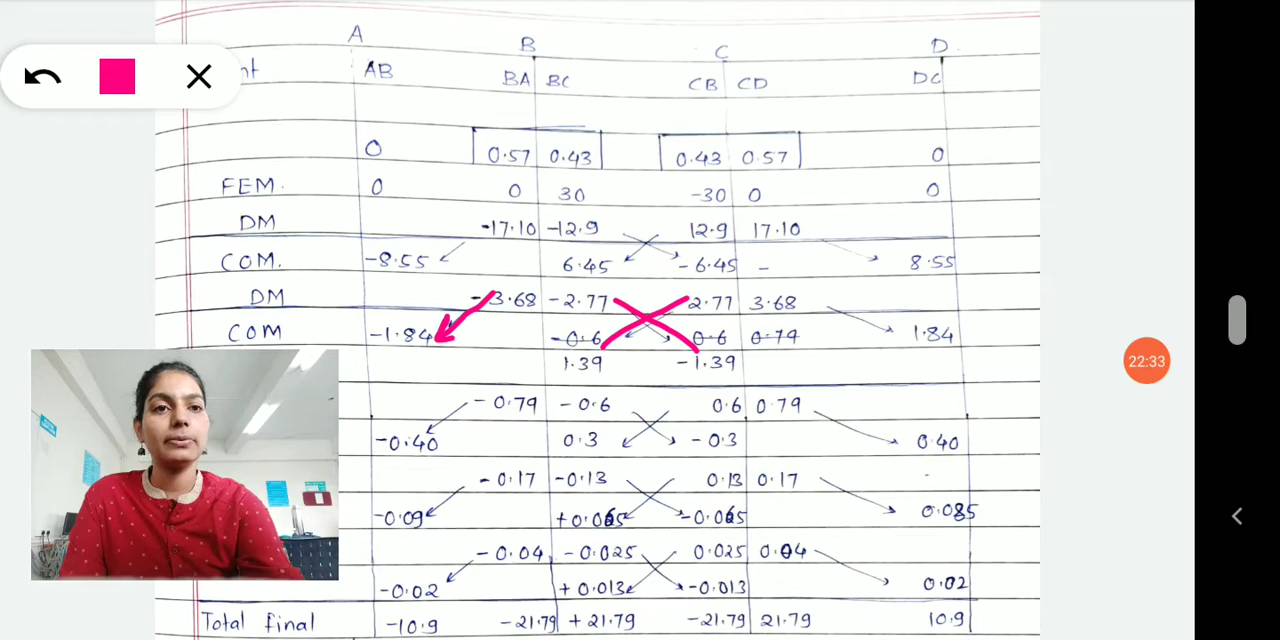 A B C D
nt AB BA BC CB CD DC
0 0.57 0.43 0.43 0.57 0
FEM. 0 0 30 -30 0 0
DM -17.10 -12.9 12.9 17.10
COM. -8.55 6.45 -6.45 - 8.55
DM -3.68 -2.77 2.77 3.68
COM -1.84 -0.6 0.6 0.79 1.84
1.39 -1.39
22:33
-0.79 -0.6 0.6 0.79
-0.40 0.3 -0.3 0.40
-0.17 -0.13 0.13 0.17 -
-0.09 +0.065 -0.065 0.085
-0.04 -0.025 0.025 0.04
-0.02 +0.013 -0.013 0.02
Total final -10.9 -21.79 +21.79 -21.79 21.79 10.9